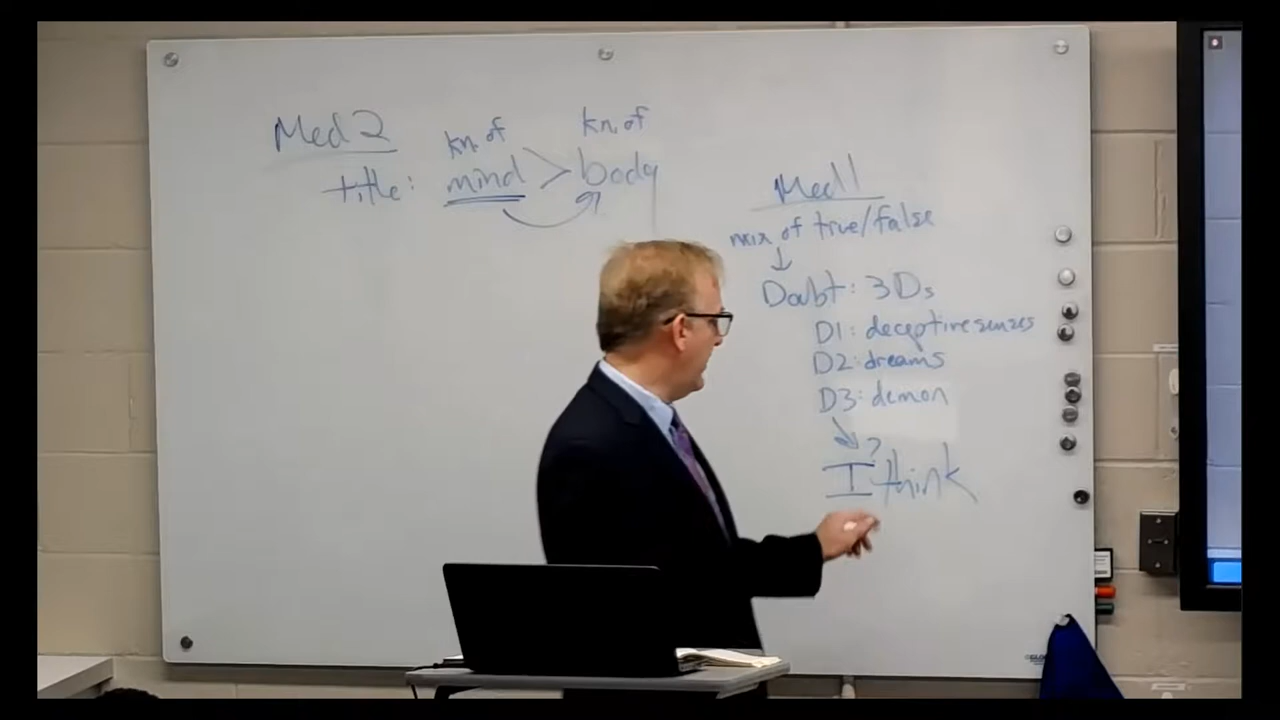 Med 2
kn. of kn. of
title: mind > body
Med 1
mix of true/false
Doubt: 3Ds
D1: deceptive senses
D2: dreams
D3: demon
?
I think